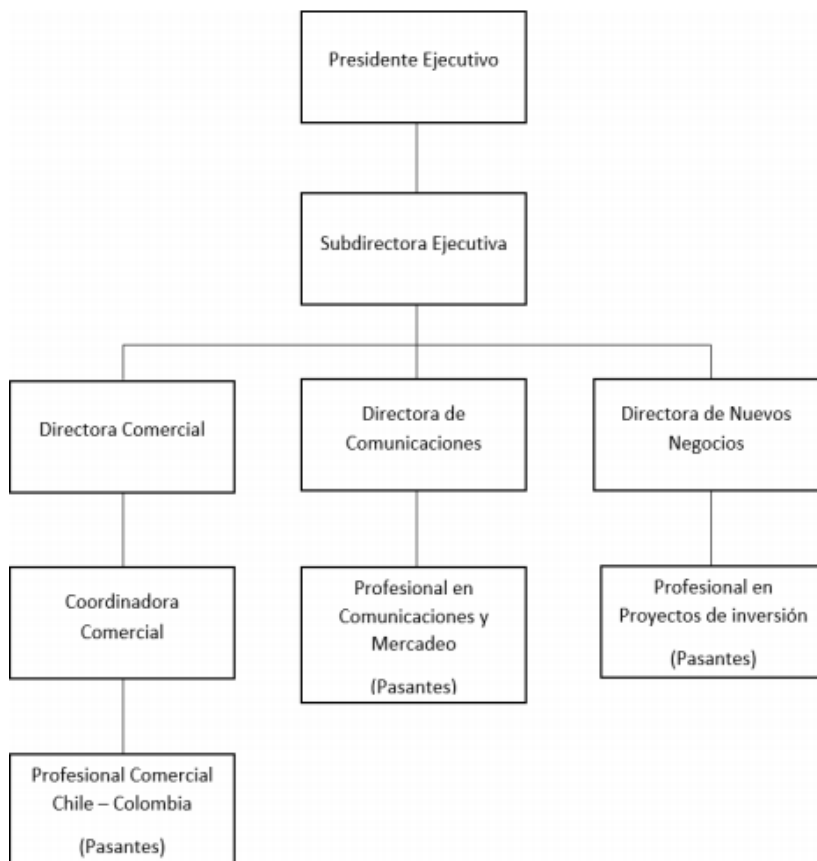 Presidente Ejecutivo
Subdirectora Ejecutiva
Directora Comercial
Directora de
Comunicaciones
Directora de Nuevos
Negocios
Coordinadora
Comercial
Profesional en
Comunicaciones y
Mercadeo
(Pasantes)
Profesional en
Proyectos de inversión
(Pasantes)
Profesional Comercial
Chile – Colombia
(Pasantes)